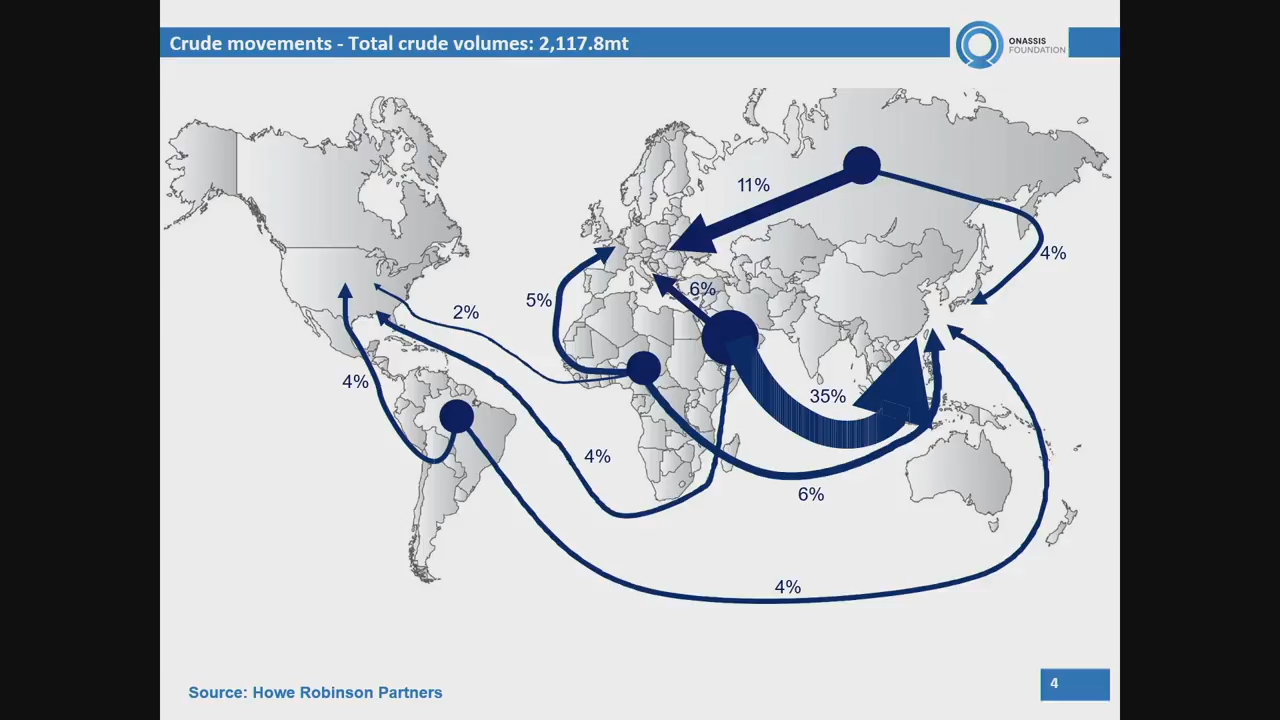 Crude movements - Total crude volumes: 2,117.8mt
ONASSIS
FOUNDATION
11%
4%
6%
5%
2%
4%
35%
4%
6%
4%
Source: Howe Robinson Partners
4